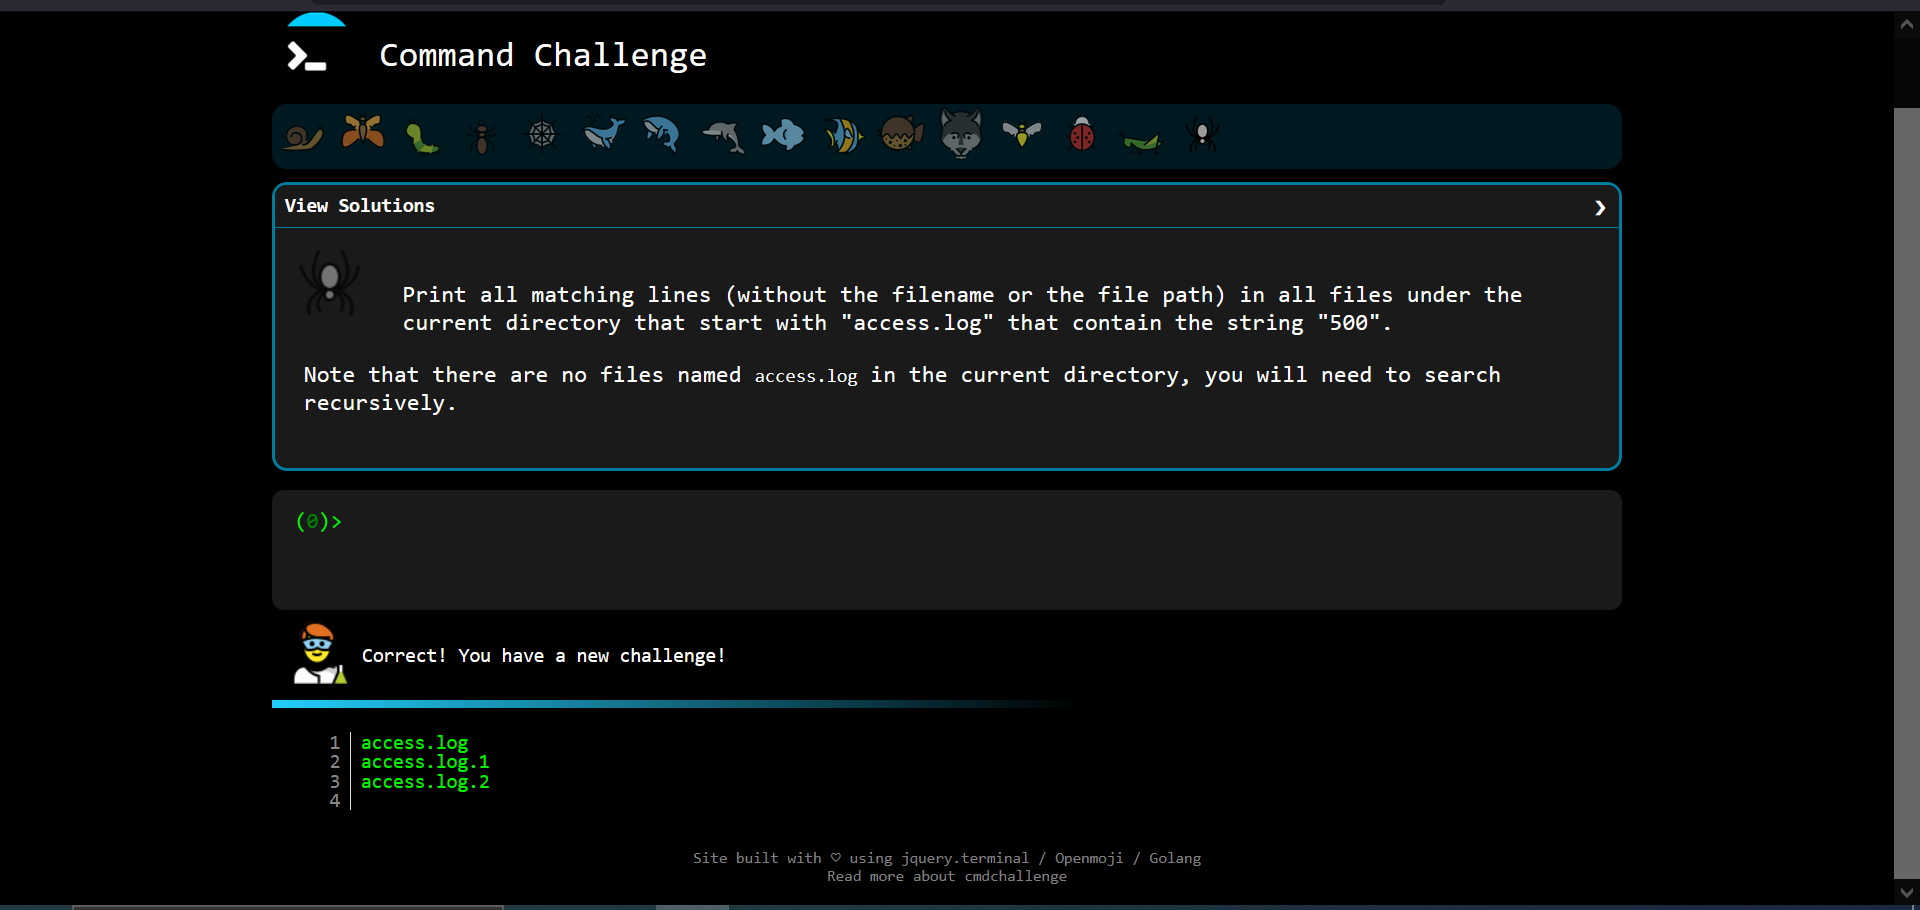 Command Challenge
View Solutions
Print all matching lines (without the filename or the file path) in all files under the
current directory that start with "access.log" that contain the string "500".
Note that there are no files named access.log in the current directory, you will need to search
recursively.
(0)>
Correct! You have a new challenge!
1 access.log
2 access.log.1
3 access.log.2
4
Site built with ♡ using jquery.terminal / Openmoji / Golang
Read more about cmdchallenge